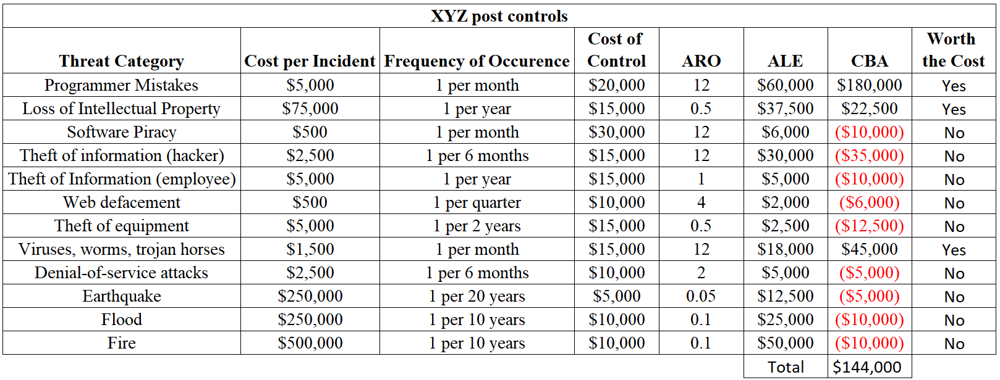 XYZ post controls
Threat Category Cost per Incident Frequency of Occurence Cost of Control ARO ALE CBA Worth the Cost
Programmer Mistakes $5,000 1 per month $20,000 12 $60,000 $180,000 Yes
Loss of Intellectual Property $75,000 1 per year $15,000 0.5 $37,500 $22,500 Yes
Software Piracy $500 1 per month $30,000 12 $6,000 ($10,000) No
Theft of information (hacker) $2,500 1 per 6 months $15,000 12 $30,000 ($35,000) No
Theft of Information (employee) $5,000 1 per year $15,000 1 $5,000 ($10,000) No
Web defacement $500 1 per quarter $10,000 4 $2,000 ($6,000) No
Theft of equipment $5,000 1 per 2 years $15,000 0.5 $2,500 ($12,500) No
Viruses, worms, trojan horses $1,500 1 per month $15,000 12 $18,000 $45,000 Yes
Denial-of-service attacks $2,500 1 per 6 months $10,000 2 $5,000 ($5,000) No
Earthquake $250,000 1 per 20 years $5,000 0.05 $12,500 ($5,000) No
Flood $250,000 1 per 10 years $10,000 0.1 $25,000 ($10,000) No
Fire $500,000 1 per 10 years $10,000 0.1 $50,000 ($10,000) No
Total $144,000